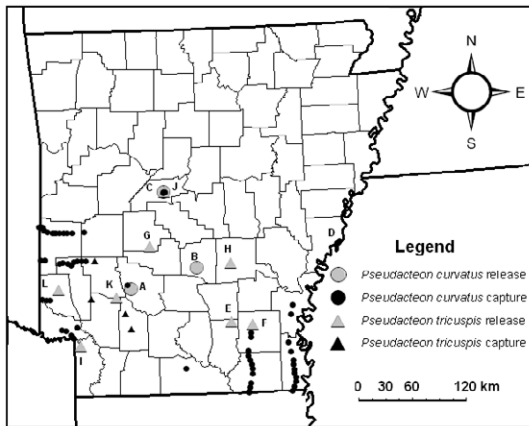 N
W E
S
C J
D
G
B H
L
K A
E F
I
Legend
Pseudacteon curvatus release
Pseudacteon curvatus capture
Pseudacteon tricuspis release
Pseudacteon tricuspis capture
0 30 60 120 km